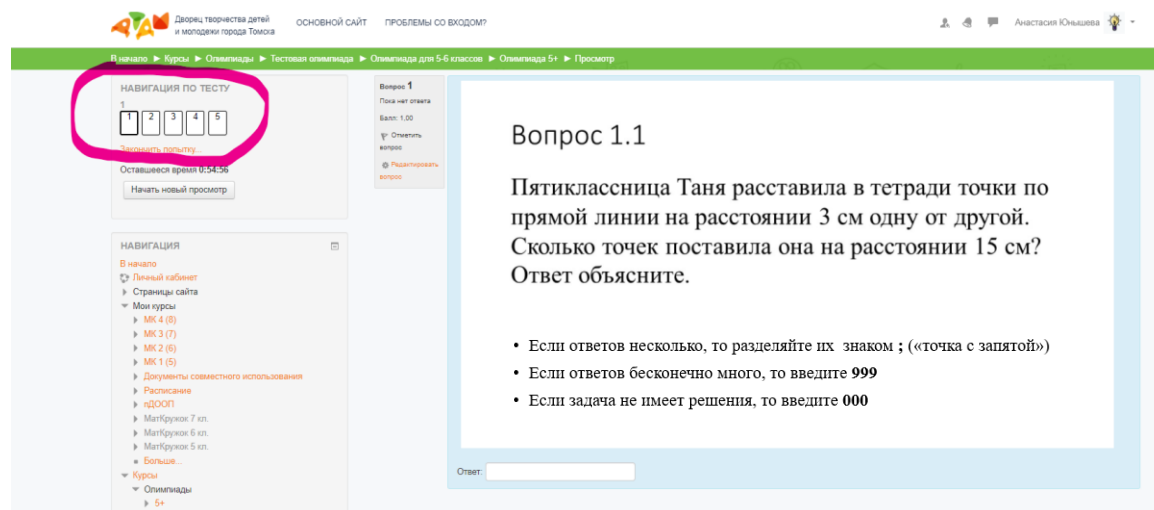 Дворец творчества детей
и молодежи города Томска
ОСНОВНОЙ САЙТ ПРОБЛЕМЫ СО ВХОДОМ?
Анастасия Юнышева
В начало ► Курсы ► Олимпиады ► Тестовая олимпиада ► Олимпиада для 5-6 классов ► Олимпиада 5+ ► Просмотр
НАВИГАЦИЯ ПО ТЕСТУ
1
1 2 3 4 5
Закончить попытку...
Оставшееся время 0:54:56
Начать новый просмотр
НАВИГАЦИЯ
В начало
Личный кабинет
Страницы сайта
Мои курсы
МК 4 (8)
МК 3 (7)
МК 2 (6)
МК 1 (5)
Документы совместного использования
Расписание
пДООП
МатКружок 7 кл.
МатКружок 6 кл.
МатКружок 5 кл.
Больше...
Курсы
Олимпиады
5+
Вопрос 1
Пока нет ответа
Балл: 1,00
Отметить
вопрос
Редактировать
вопрос
Вопрос 1.1
Пятиклассница Таня расставила в тетради точки по
прямой линии на расстоянии 3 см одну от другой.
Сколько точек поставила она на расстоянии 15 см?
Ответ объясните.
• Если ответов несколько, то разделяйте их знаком ; («точка с запятой»)
• Если ответов бесконечно много, то введите 999
• Если задача не имеет решения, то введите 000
Ответ: